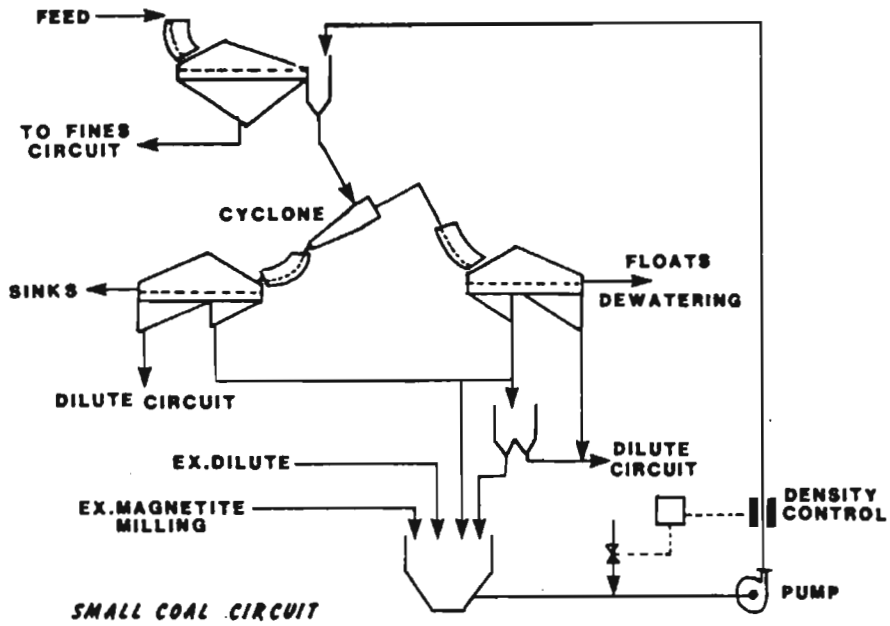 FEED
TO FINES
CIRCUIT
CYCLONE
SINKS
FLOATS
DEWATERING
DILUTE CIRCUIT
EX.DILUTE
DILUTE
CIRCUIT
EX.MAGNETITE
MILLING
DENSITY
CONTROL
PUMP
SMALL COAL CIRCUIT